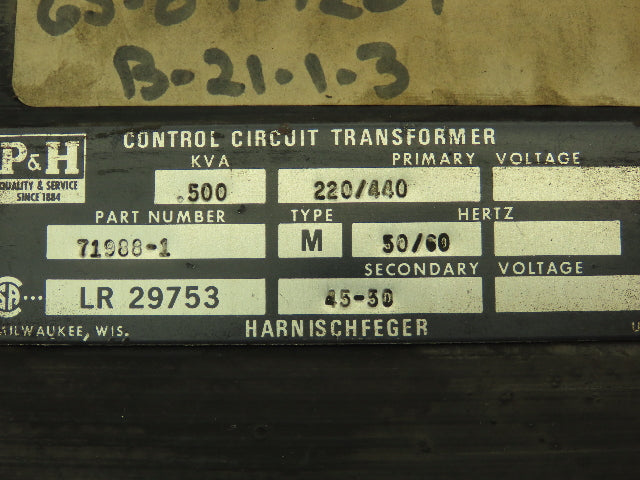 B-21-1-3
CONTROL CIRCUIT TRANSFORMER
P&H
QUALITY & SERVICE
SINCE 1884
KVA PRIMARY VOLTAGE
.500 220/440
PART NUMBER TYPE HERTZ
71988-1 M 50/60
SECONDARY VOLTAGE
LR 29753 45-50
MILWAUKEE, WIS. HARNISCHFEGER